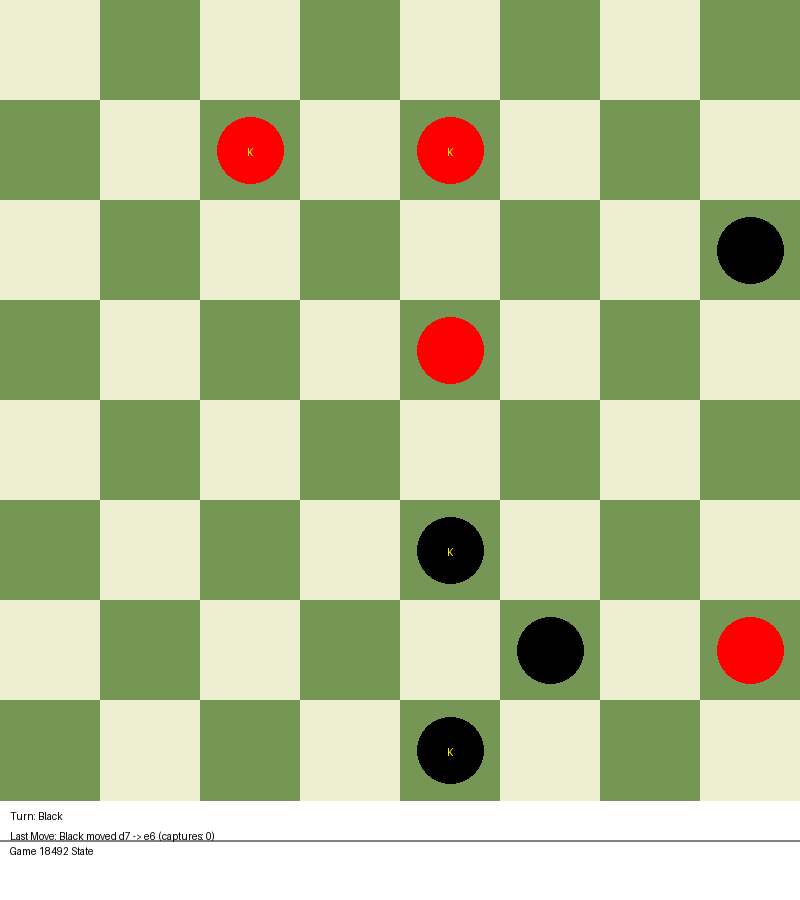 K K
K
K
Turn: Black
Last Move: Black moved d7 -> e6 (captures: 0)
Game 18492 State